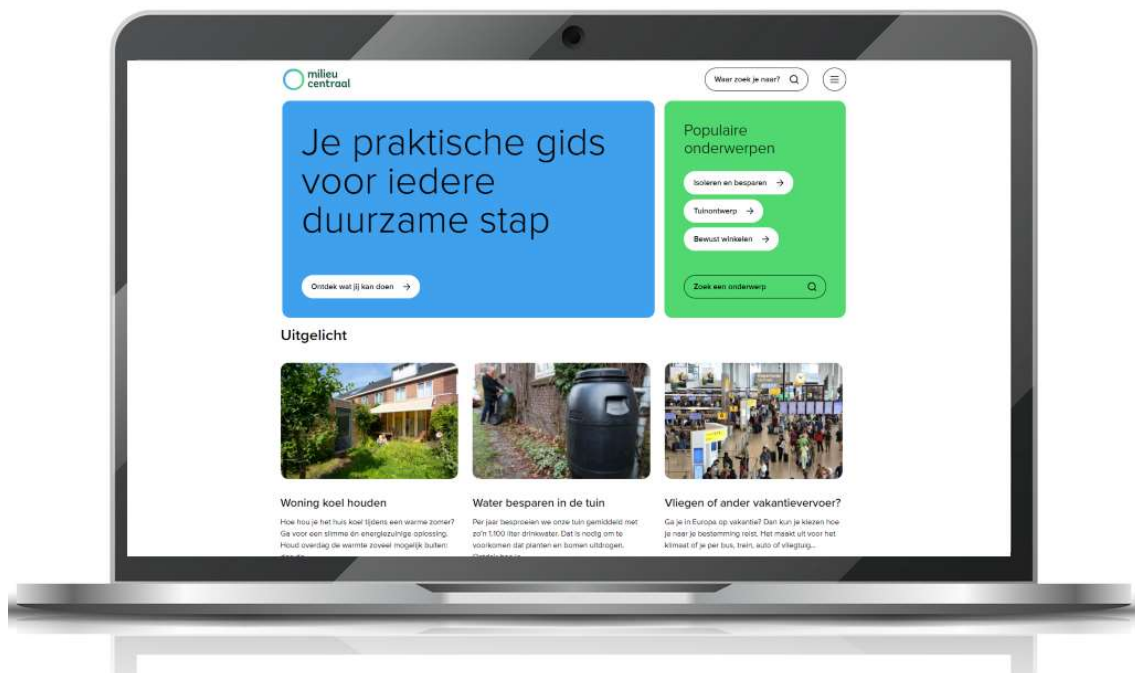 milieu
centraal
Waar zoek je naar?
Je praktische gids
voor iedere
duurzame stap
Ontdek wat jij kan doen
Populaire
onderwerpen
Isoleren en besparen
Tuinontwerp
Bewust winkelen
Zoek een onderwerp
Uitgelicht
Woning koel houden
Hoe hou je het huis koel tijdens een warme zomer?
Ga voor een slimme én energiezuinige oplossing.
Houd overdag de warmte zoveel mogelijk buiten:
Water besparen in de tuin
Per jaar besproeien we onze tuin gemiddeld met
zo'n 1.100 liter drinkwater. Dat is nodig om te
voorkomen dat planten en bomen uitdrogen.
Vliegen of ander vakantievervoer?
Ga je in Europa op vakantie? Dan kun je kiezen hoe
je naar je bestemming reist. Het maakt uit voor het
klimaat of je per bus, trein, auto of vliegtuig...